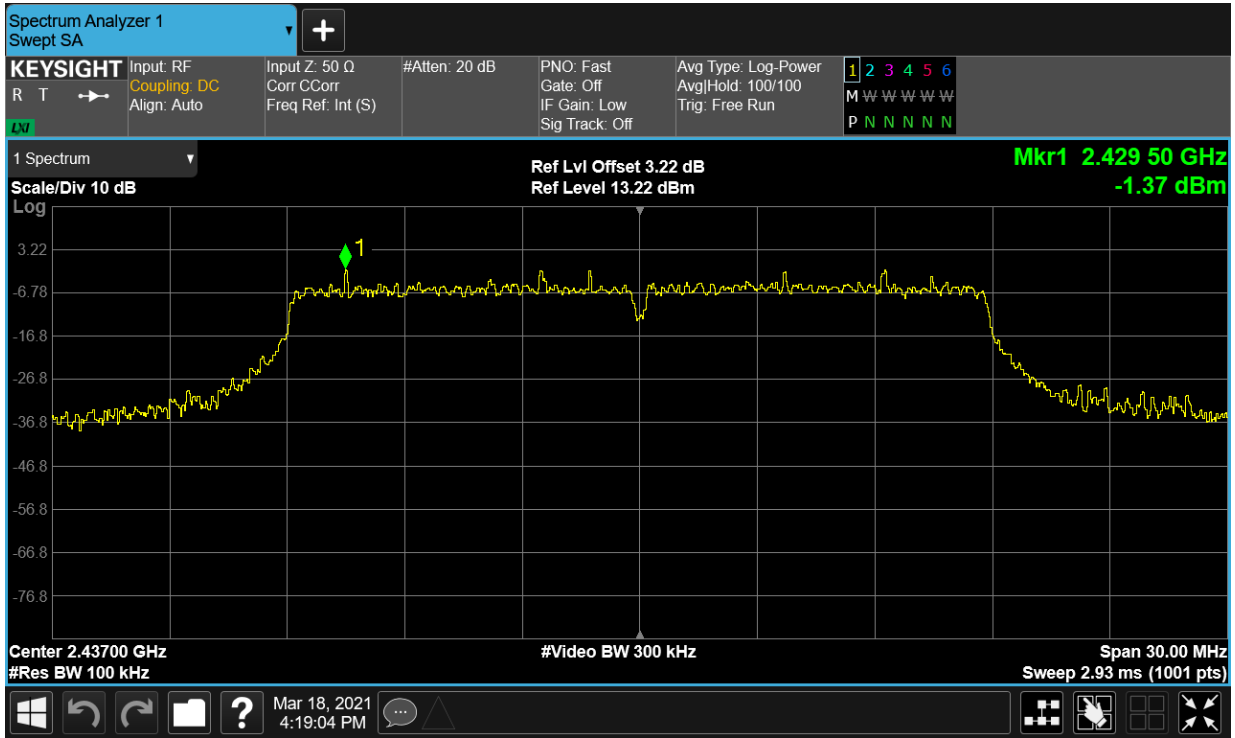 Spectrum Analyzer 1
Swept SA
KEYSIGHT
R T
LXI
Input: RF
Coupling: DC
Align: Auto
Input Z: 50 Ω
Corr CCorr
Freq Ref: Int (S)
#Atten: 20 dB
PNO: Fast
Gate: Off
IF Gain: Low
Sig Track: Off
Avg Type: Log-Power
Avg|Hold: 100/100
Trig: Free Run
1 2 3 4 5 6
M W W W W W
P N N N N N
1 Spectrum
Scale/Div 10 dB
Ref Lvl Offset 3.22 dB
Ref Level 13.22 dBm
Mkr1 2.429 50 GHz
-1.37 dBm
Log
1
3.22
-6.78
-16.8
-26.8
-36.8
-46.8
-56.8
-66.8
-76.8
Center 2.43700 GHz
#Video BW 300 kHz
Span 30.00 MHz
#Res BW 100 kHz
Sweep 2.93 ms (1001 pts)
?
Mar 18, 2021
4:19:04 PM